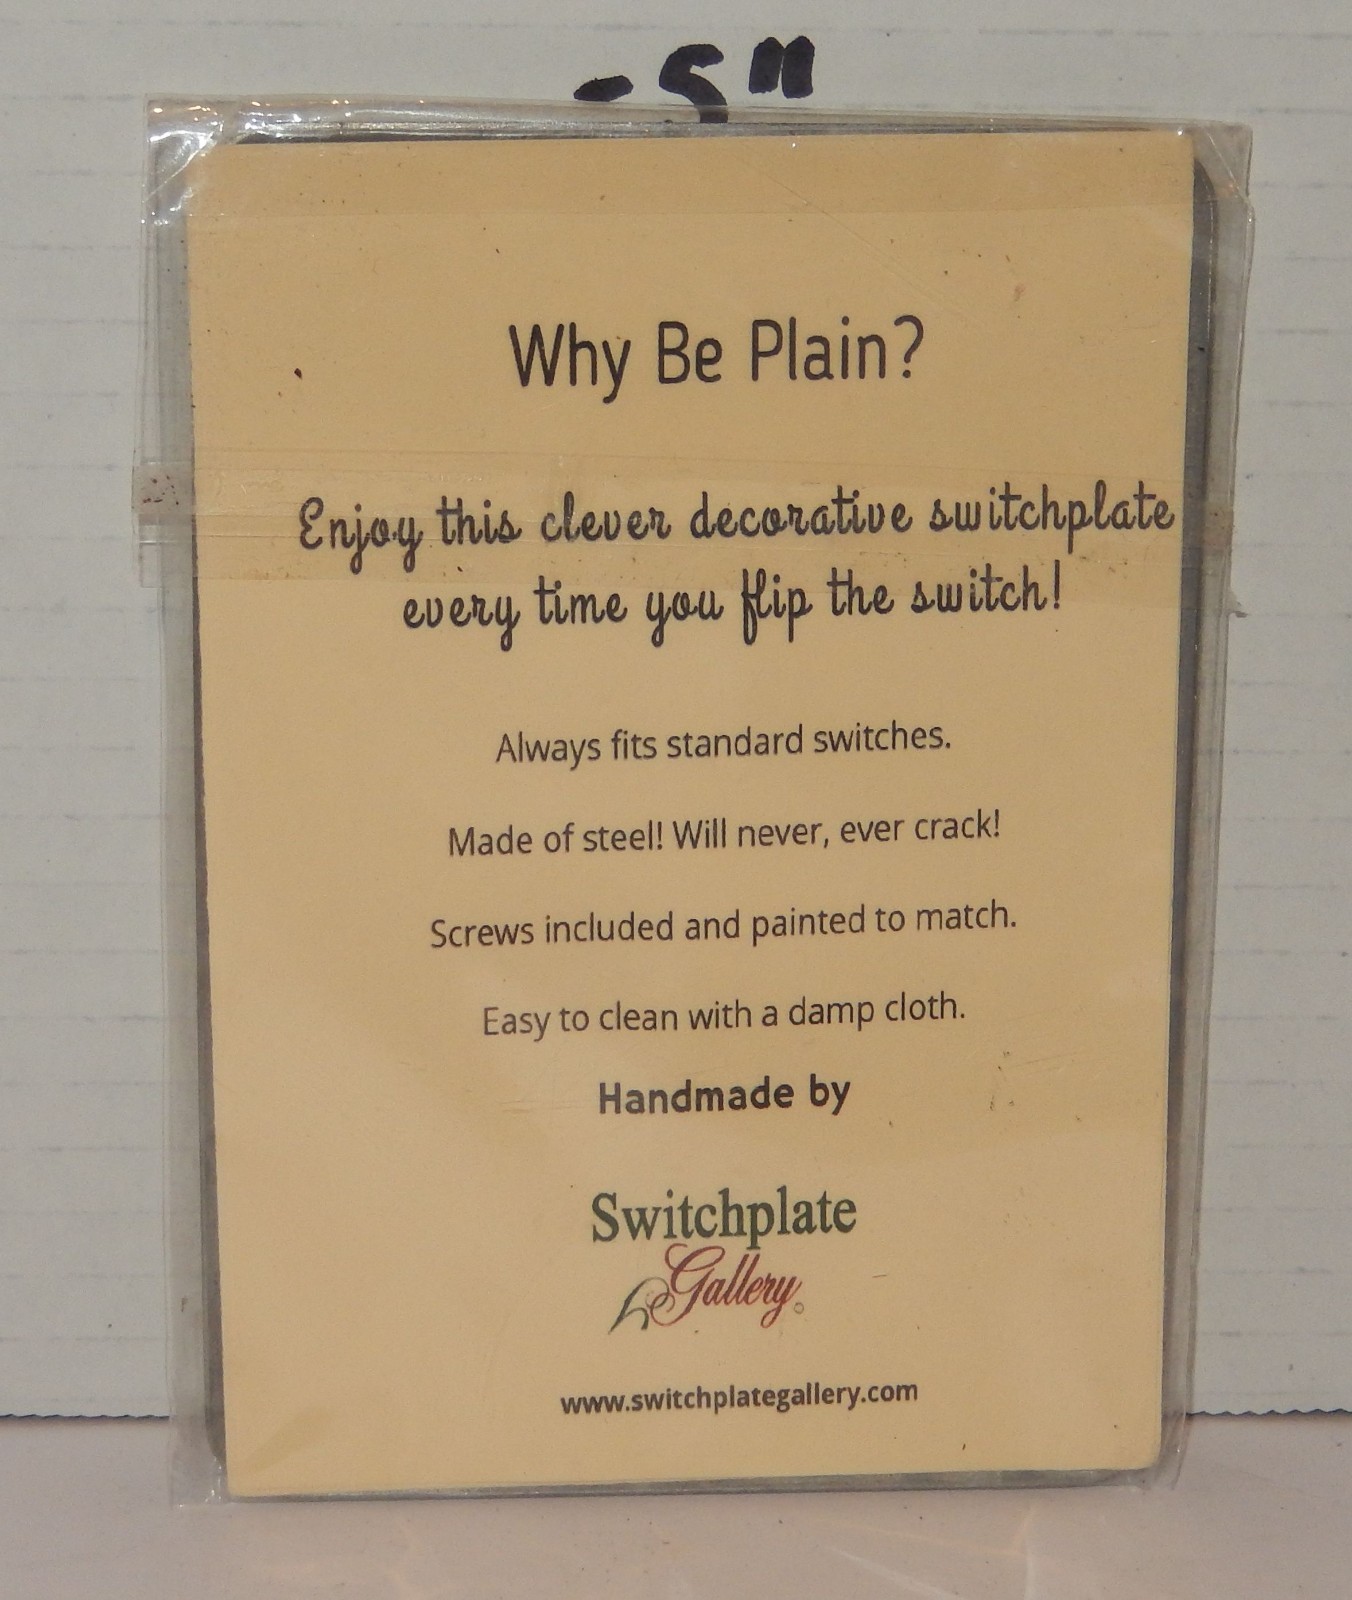 -5"
Why Be Plain?
Enjoy this clever decorative switchplate
every time you flip the switch!
Always fits standard switches.
Made of steel! Will never, ever crack!
Screws included and painted to match.
Easy to clean with a damp cloth.
Handmade by
Switchplate
Gallery
www.switchplategallery.com